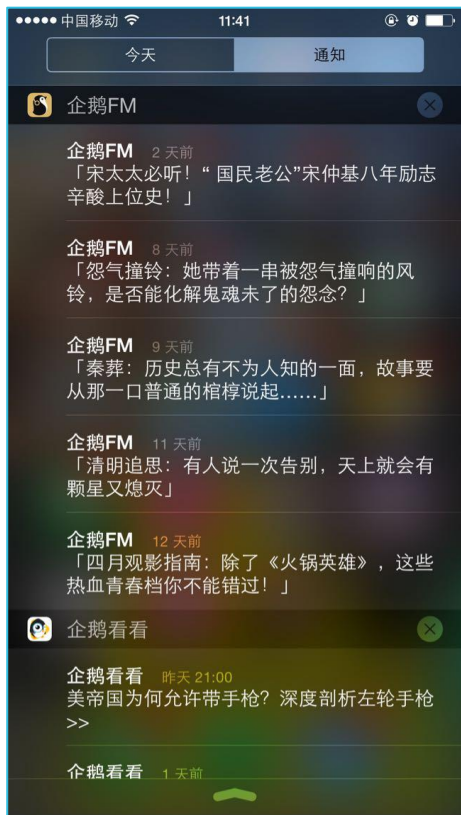 中国移动 11:41
今天 通知
企鹅FM
企鹅FM 2 天前
「宋太太必听！“ 国民老公”宋仲基八年励志
辛酸上位史！」
企鹅FM 8 天前
「怨气撞铃：她带着一串被怨气撞响的风
铃，是否能化解鬼魂未了的怨念？」
企鹅FM 9 天前
「秦葬：历史总有不为人知的一面，故事要
从那一口普通的棺椁说起……」
企鹅FM 11 天前
「清明追思：有人说一次告别，天上就会有
颗星又熄灭」
企鹅FM 12 天前
「四月观影指南：除了《火锅英雄》，这些
热血青春档你不能错过！」
企鹅看看
企鹅看看 昨天 21:00
美帝国为何允许带手枪？深度剖析左轮手枪
>>
企鹅看看 1 天前